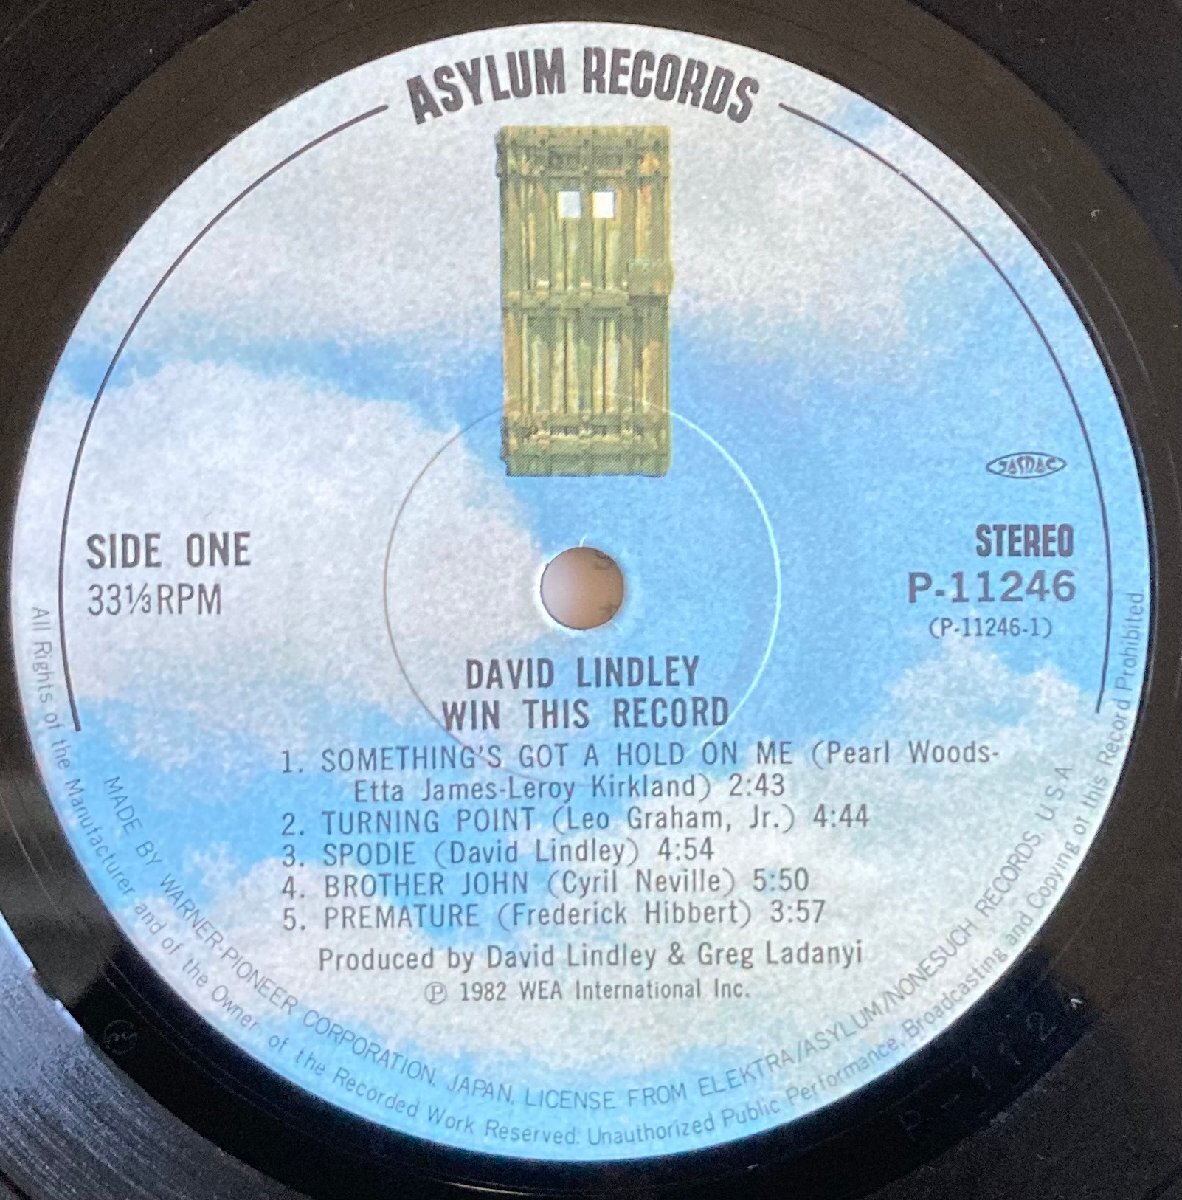 ASYLUM RECORDS
JASRAC
SIDE ONE
33⅓RPM
STEREO
P-11246
(P-11246-1)
DAVID LINDLEY
WIN THIS RECORD
1. SOMETHING'S GOT A HOLD ON ME (Pearl Woods-
Etta James-Leroy Kirkland) 2:43
2. TURNING POINT (Leo Graham, Jr.) 4:44
3. SPODIE (David Lindley) 4:54
4. BROTHER JOHN (Cyril Neville) 5:50
5. PREMATURE (Frederick Hibbert) 3:57
Produced by David Lindley & Greg Ladanyi
Ⓟ 1982 WEA International Inc.
MADE BY WARNER-PIONEER CORPORATION, JAPAN. LICENSE FROM ELEKTRA/ASYLUM/NONESUCH RECORDS, U.S.A.
All Rights of the Manufacturer and of the Owner of the Recorded Work Reserved. Unauthorized Public Performance, Broadcasting and Copying of this Record Prohibited.